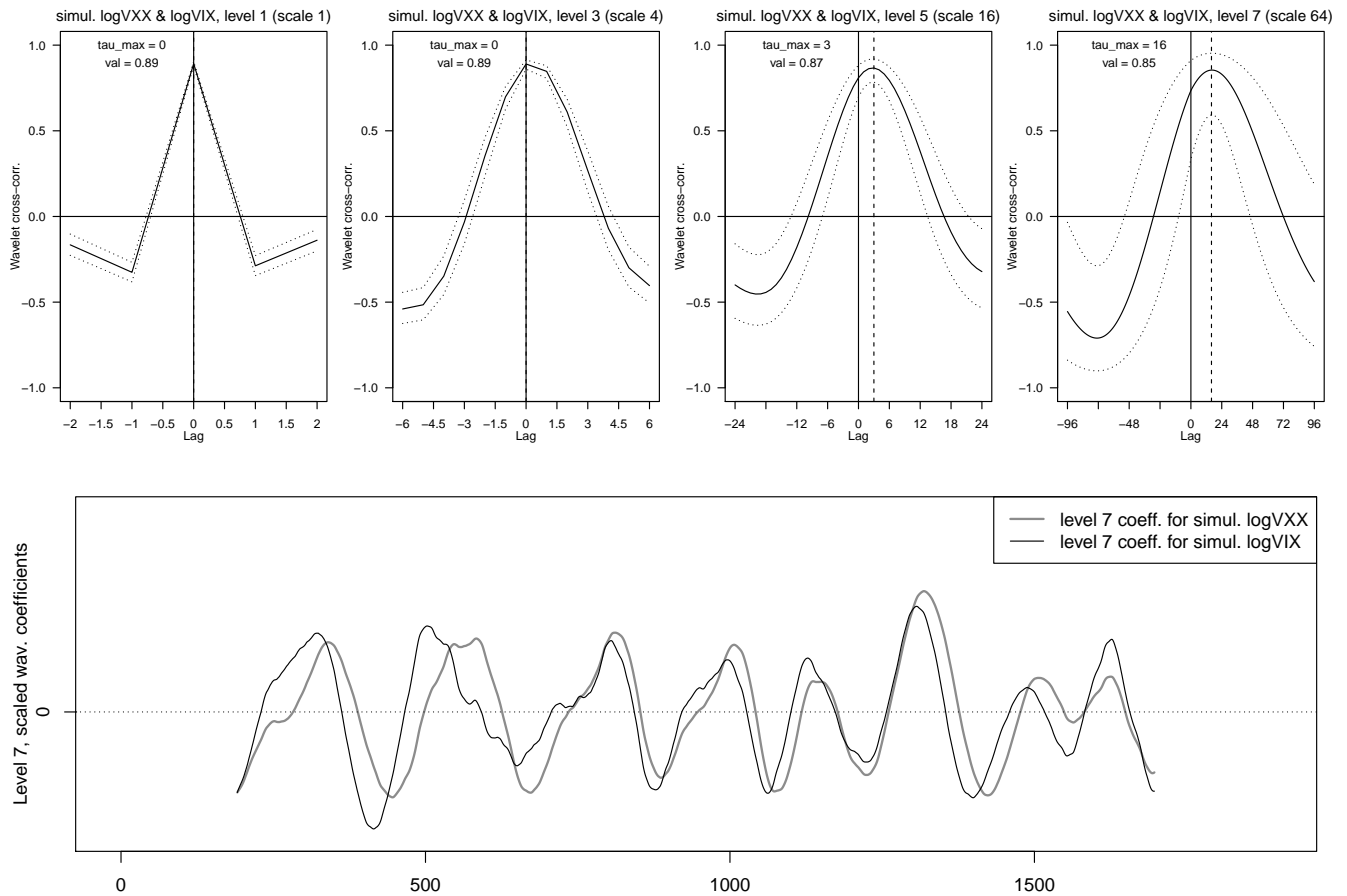 simul. logVXX & logVIX, level 1 (scale 1)
tau_max = 0
val = 0.89
1.0
0.5
0.0
−0.5
−1.0
Wavelet cross−corr.
−2 −1.5 −1 −0.5 0 0.5 1 1.5 2
Lag
simul. logVXX & logVIX, level 3 (scale 4)
tau_max = 0
val = 0.89
1.0
0.5
0.0
−0.5
−1.0
Wavelet cross−corr.
−6 −4.5 −3 −1.5 0 1.5 3 4.5 6
Lag
simul. logVXX & logVIX, level 5 (scale 16)
tau_max = 3
val = 0.87
1.0
0.5
0.0
−0.5
−1.0
Wavelet cross−corr.
−24 −12 −6 0 6 12 18 24
Lag
simul. logVXX & logVIX, level 7 (scale 64)
tau_max = 16
val = 0.85
1.0
0.5
0.0
−0.5
−1.0
Wavelet cross−corr.
−96 −48 0 24 48 72 96
Lag
level 7 coeff. for simul. logVXX
level 7 coeff. for simul. logVIX
Level 7, scaled wav. coefficients
0
0 500 1000 1500